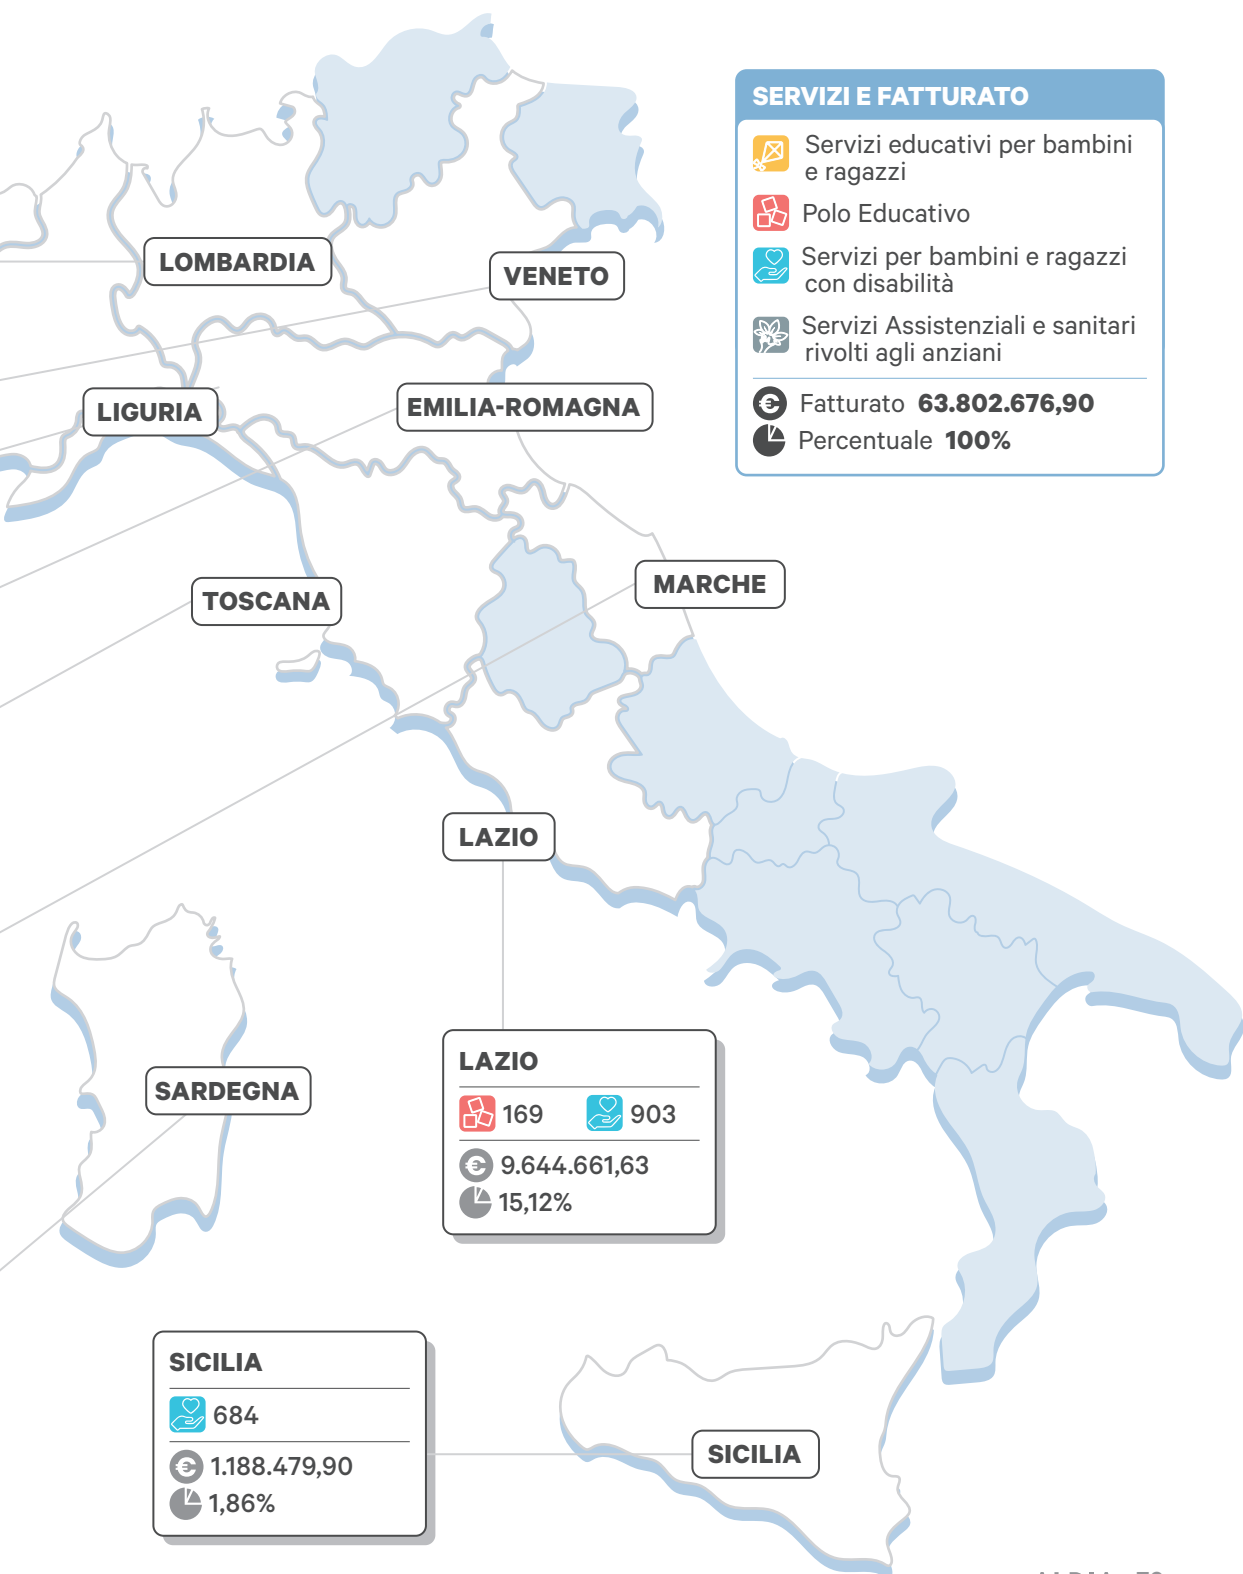 SERVIZI E FATTURATO
Servizi educativi per bambini
e ragazzi
Polo Educativo
Servizi per bambini e ragazzi
con disabilità
Servizi Assistenziali e sanitari
rivolti agli anziani
Fatturato 63.802.676,90
Percentuale 100%
LOMBARDIA
VENETO
LIGURIA
EMILIA-ROMAGNA
TOSCANA
MARCHE
LAZIO
SARDEGNA
LAZIO
169 903
9.644.661,63
15,12%
SICILIA
684
1.188.479,90
1,86%
SICILIA